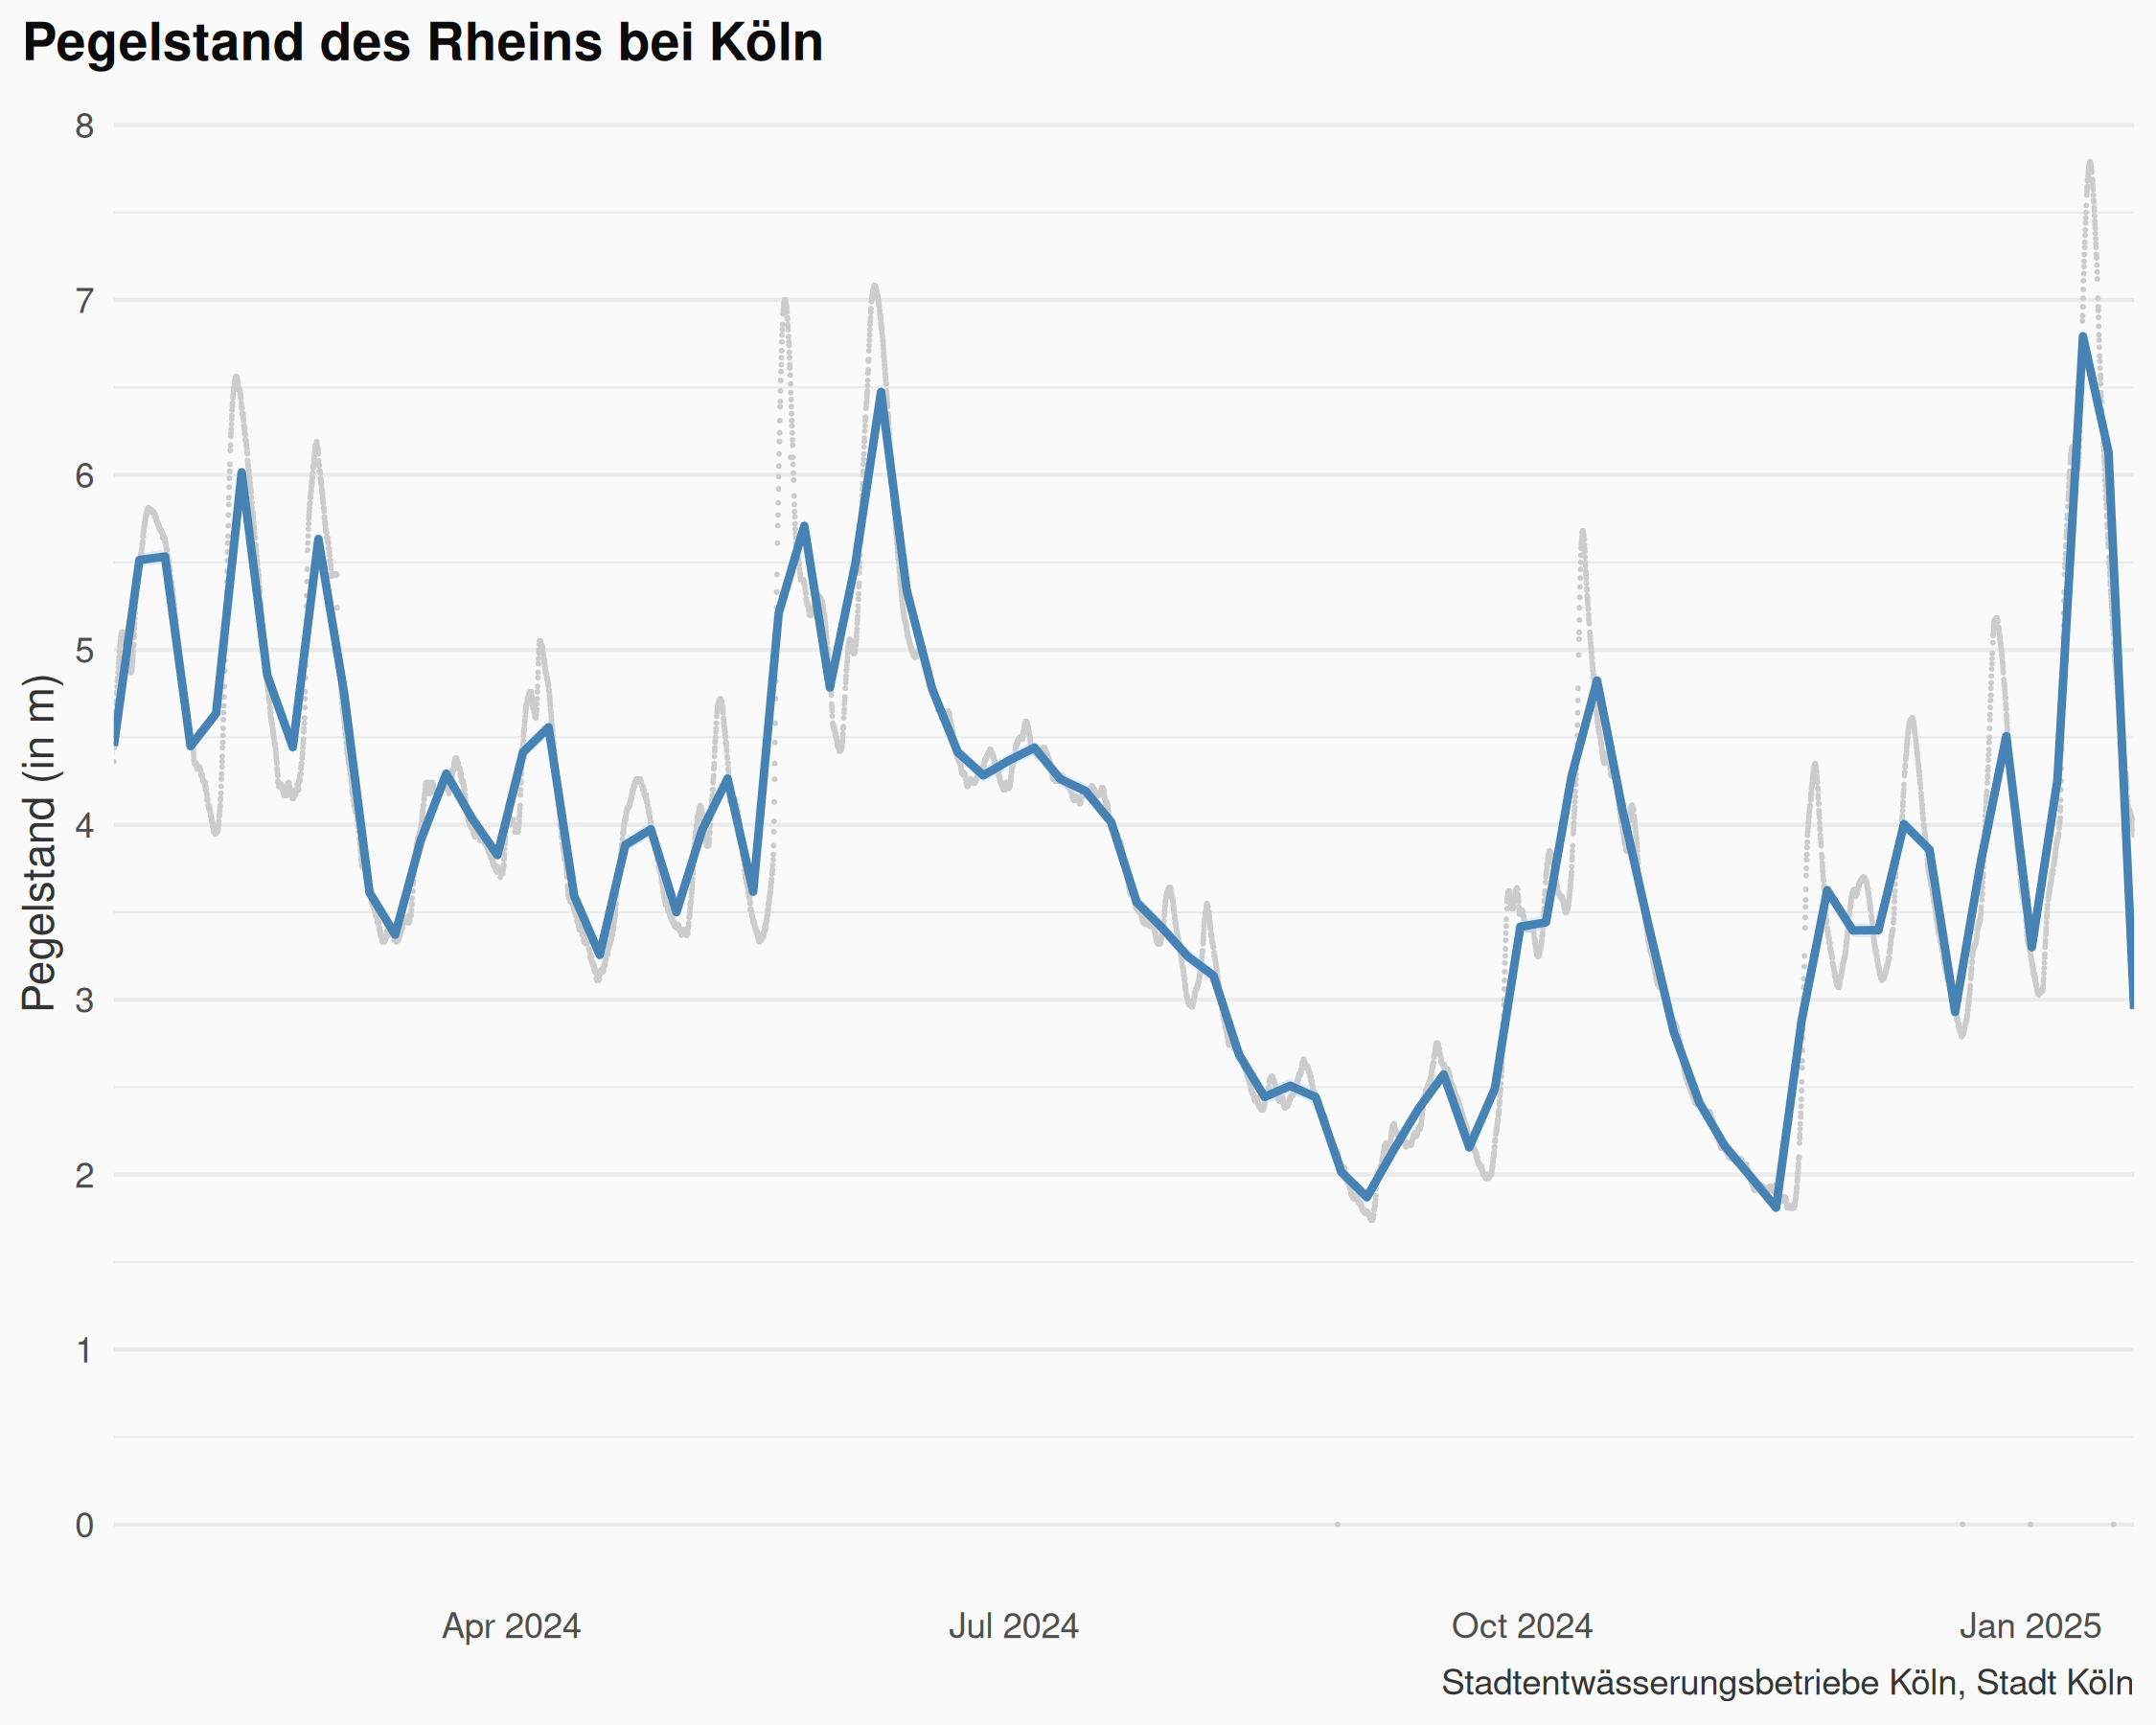 Pegelstand des Rheins bei Köln
Pegelstand (in m)
8
7
6
5
4
3
2
1
0
Apr 2024
Jul 2024
Oct 2024
Jan 2025
Stadtentwässerungsbetriebe Köln, Stadt Köln